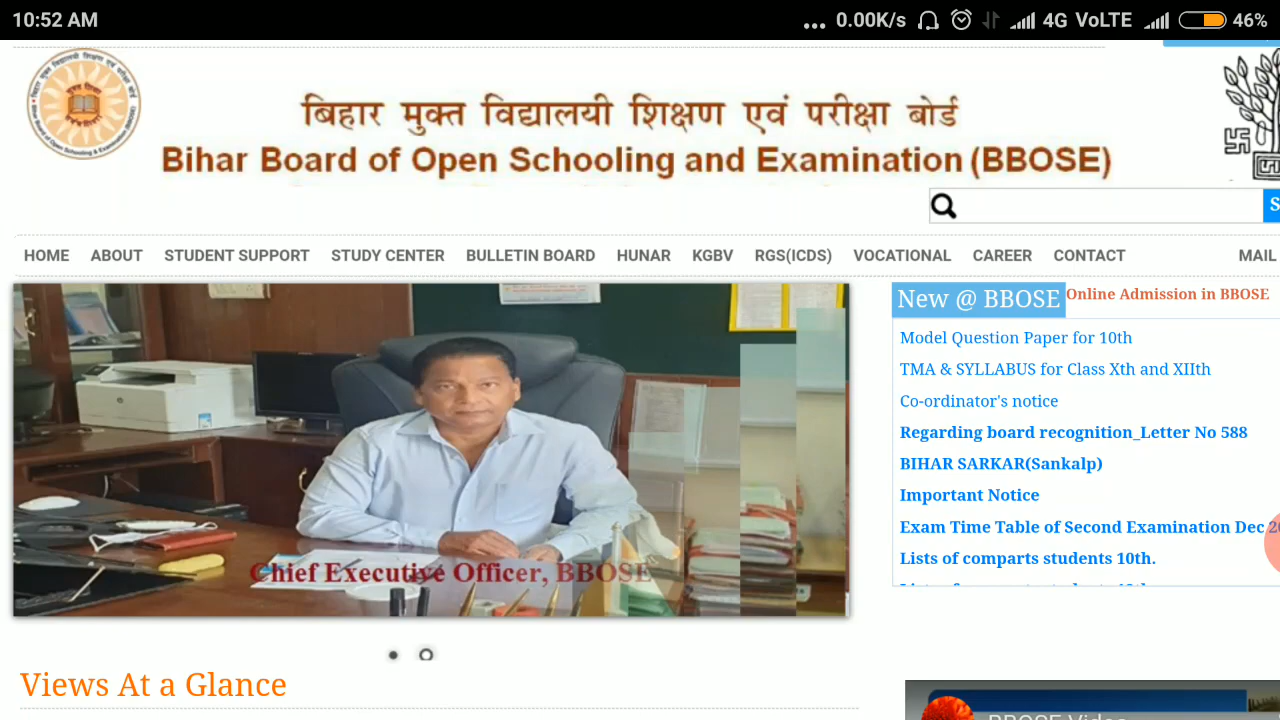 10:52 AM
... 0.00K/s 4G VoLTE 46%
बिहार मुक्त विद्यालयी शिक्षण एवं परीक्षा बोर्ड
Bihar Board of Open Schooling and Examination (BBOSE)
S
HOME ABOUT STUDENT SUPPORT STUDY CENTER BULLETIN BOARD HUNAR KGBV RGS(ICDS) VOCATIONAL CAREER CONTACT MAIL
New @ BBOSE
Online Admission in BBOSE
Model Question Paper for 10th
TMA & SYLLABUS for Class Xth and XIIth
Co-ordinator's notice
Regarding board recognition_Letter No 588
BIHAR SARKAR(Sankalp)
Important Notice
Exam Time Table of Second Examination Dec
Lists of comparts students 10th.
Chief Executive Officer, BBOSE
Views At a Glance
BBOSE Video